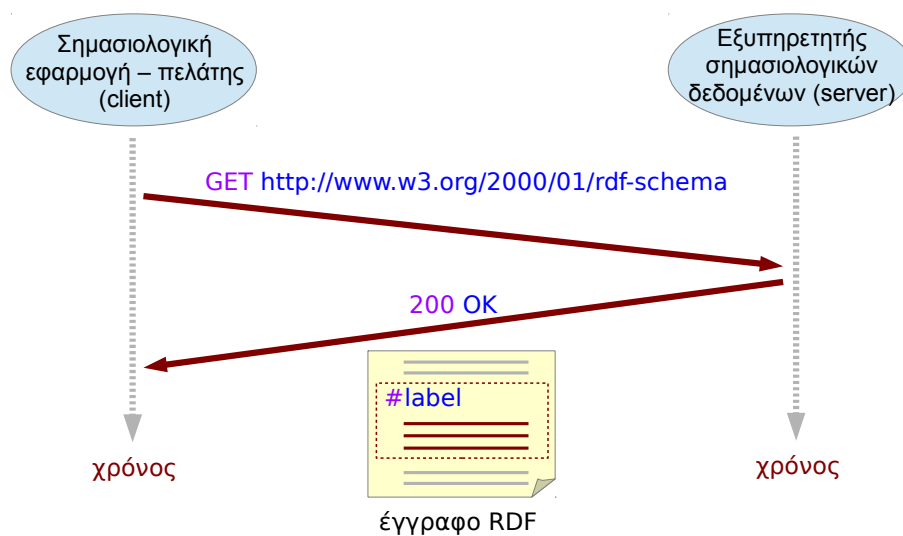 Σημασιολογική
εφαρμογή – πελάτης
(client)
Εξυπηρετητής
σημασιολογικών
δεδομένων (server)
GET http://www.w3.org/2000/01/rdf-schema
200 OK
#label
χρόνος
χρόνος
έγγραφο RDF